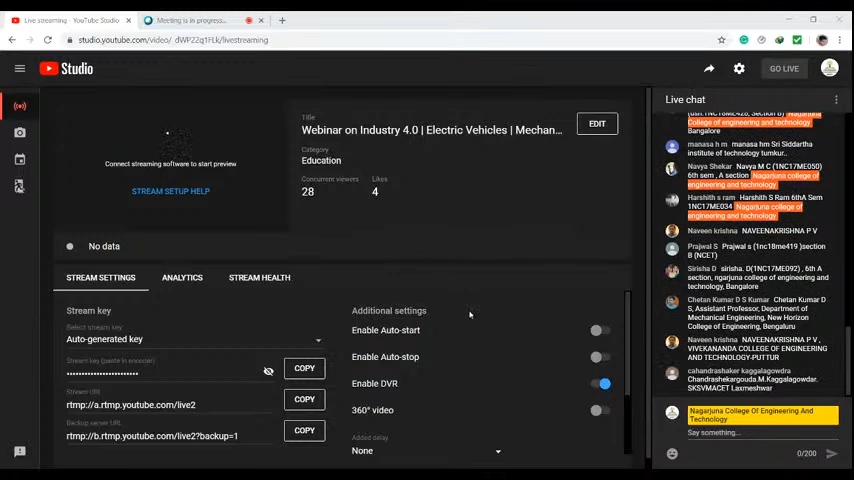 Live streaming - YouTube Studio
Meeting is in progress...
studio.youtube.com/video/_dWPZ2q1FLk/livestreaming
Studio
GO LIVE
Connect streaming software to start preview
STREAM SETUP HELP
Title
Webinar on Industry 4.0 | Electric Vehicles | Mechan...
EDIT
Category
Education
Concurrent viewers
Likes
28
4
No data
STREAM SETTINGS
ANALYTICS
STREAM HEALTH
Stream key
Select stream key
Auto-generated key
Stream key (paste in encoder)
COPY
Stream URL
rtmp://a.rtmp.youtube.com/live2
COPY
Backup server URL
rtmp://b.rtmp.youtube.com/live2?backup=1
COPY
Additional settings
Enable Auto-start
Enable Auto-stop
Enable DVR
360° video
Added delay
None
Live chat
Section B) Nagarjuna
College of engineering and technology
Bangalore
manasa h m manasa hm Sri Siddartha
institute of technology tumkur..
Navya Shekar Navya M C (1NC17ME050)
6th sem , A section Nagarjuna college of
engineering and technology
Harshith s ram Harshith S Ram 6thA Sem
1NC17ME034 Nagarjuna college of
engineering and technology
Naveen krishna NAVEENAKRISHNA P V
Prajwal S Prajwal s (1nc18me419 )section
B (NCET)
Sirisha D sirisha. D(1NC17ME092) , 6th A
section, ngarjuna college of engineering and
technology, Bangalore
Chetan Kumar D S Kumar Chetan Kumar D
S, Assistant Professor, Department of
Mechanical Engineering, New Horizon
College of Engineering, Bengaluru
Naveen krishna NAVEENAKRISHNA P V ,
VIVEKANANDA COLLEGE OF ENGINEERING
AND TECHNOLOGY-PUTTUR
cahandrashaker kaggalagowdra
Chandrashekargouda.M.Kaggalagowdar.
SKSVMACET Laxmeshwar
Nagarjuna College Of Engineering And
Technology
Say something...
0/200